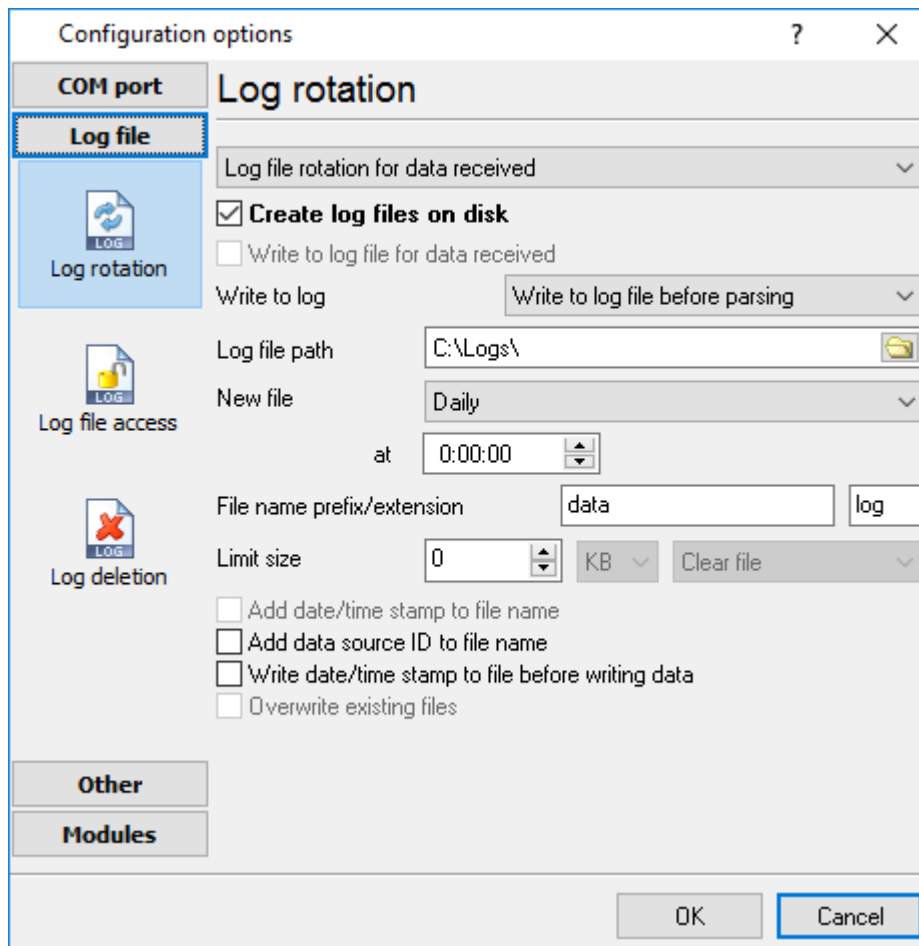 Configuration options
?
COM port
Log file
LOG
Log rotation
LOG
Log file access
LOG
Log deletion
Other
Modules
Log rotation
Log file rotation for data received
Create log files on disk
Write to log file for data received
Write to log Write to log file before parsing
Log file path C:\Logs\
New file Daily
at 0:00:00
File name prefix/extension data log
Limit size 0 KB Clear file
Add date/time stamp to file name
Add data source ID to file name
Write date/time stamp to file before writing data
Overwrite existing files
OK Cancel